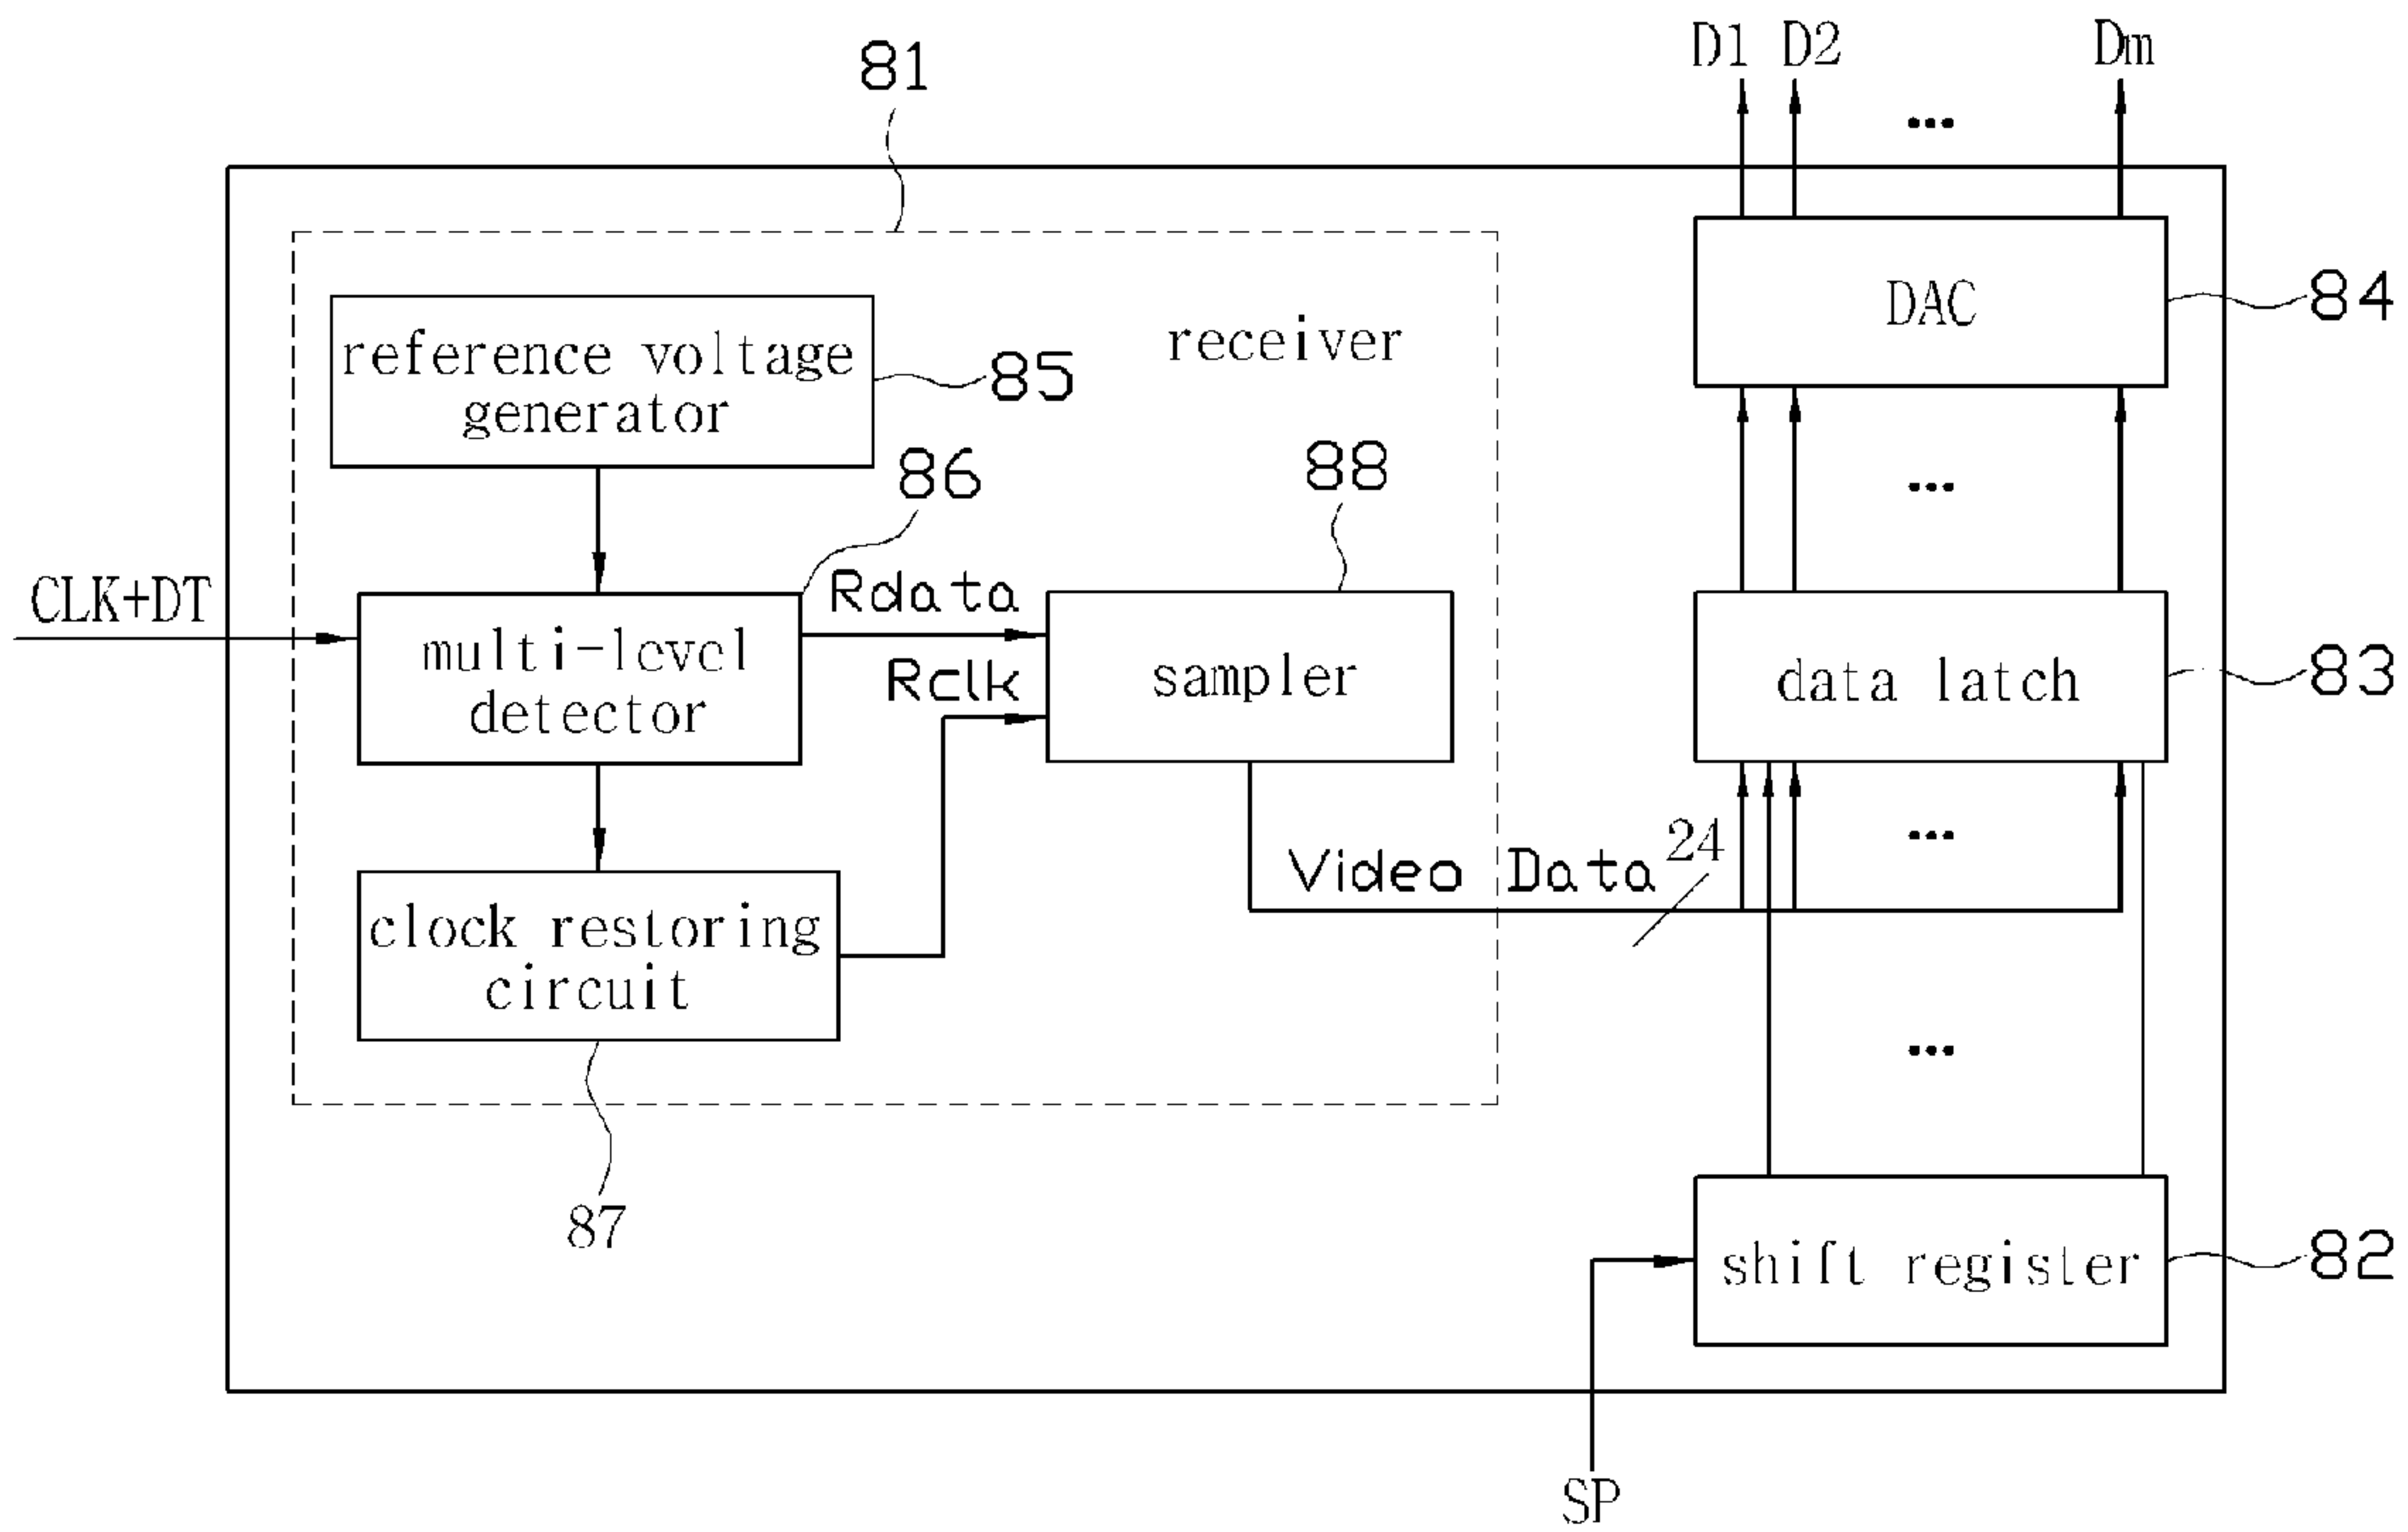 D1 D2 ... Dm
81
DAC
84
receiver
reference voltage
generator
85
86
88
...
CLK+DT
Rdata
Rclk
multi-level
detector
sampler
data latch
83
24
Video Data
...
clock restoring
circuit
...
87
shift register
82
SP